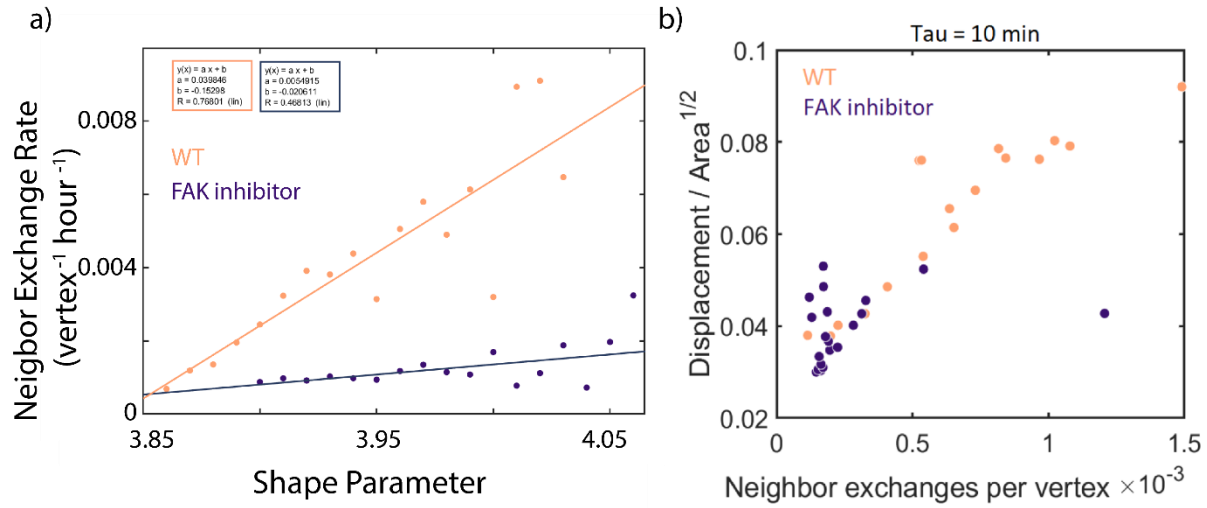 a)
y(x) = a x + b
a = 0.039846
b = -0.15298
R = 0.76801 (lin)
y(x) = a x + b
a = 0.0054915
b = -0.020611
R = 0.46813 (lin)
WT
FAK inhibitor
0.008
0.004
0
3.85
3.95
4.05
Neigbor Exchange Rate
(vertex⁻¹ hour⁻¹)
Shape Parameter
b)
Tau = 10 min
WT
FAK inhibitor
0.1
0.08
0.06
0.04
0.02
0
0.5
1
1.5
Displacement / Area^1/2
Neighbor exchanges per vertex ×10⁻³